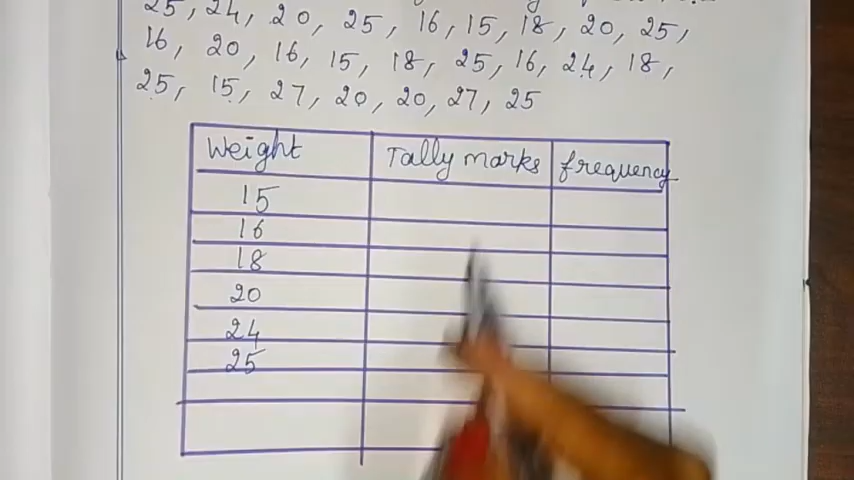 25, 24, 20, 25, 16, 15, 18, 20, 25,
16, 20, 16, 15, 18, 25, 16, 24, 18,
25, 15, 27, 20, 20, 27, 25
Weight Tally marks frequency
15
16
18
20
24
25